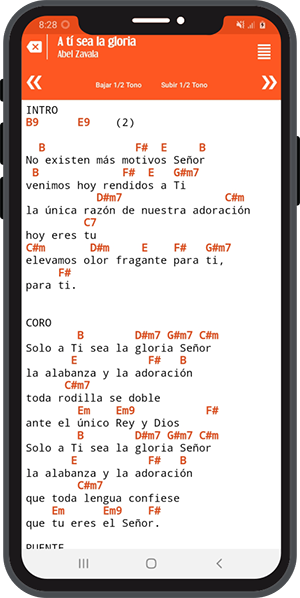 8:28
A tí sea la gloria
Abel Zavala
Bajar 1/2 Tono Subir 1/2 Tono
INTRO
B9 E9 (2)
B F# E B
No existen más motivos Señor
B F# E G#m7
venimos hoy rendidos a Ti
D#m7 C#m
la única razón de nuestra adoración
C7
hoy eres tu
C#m D#m E F# G#m7
elevamos olor fragante para ti,
F#
para ti.
CORO
B D#m7 G#m7 C#m
Solo a Ti sea la gloria Señor
E F# B
la alabanza y la adoración
C#m7
toda rodilla se doble
Em Em9 F#
ante el único Rey y Dios
B D#m7 G#m7 C#m
Solo a Ti sea la gloria Señor
E F# B
la alabanza y la adoración
C#m7
que toda lengua confiese
Em Em9 F#
que tu eres el Señor.
PUENTE